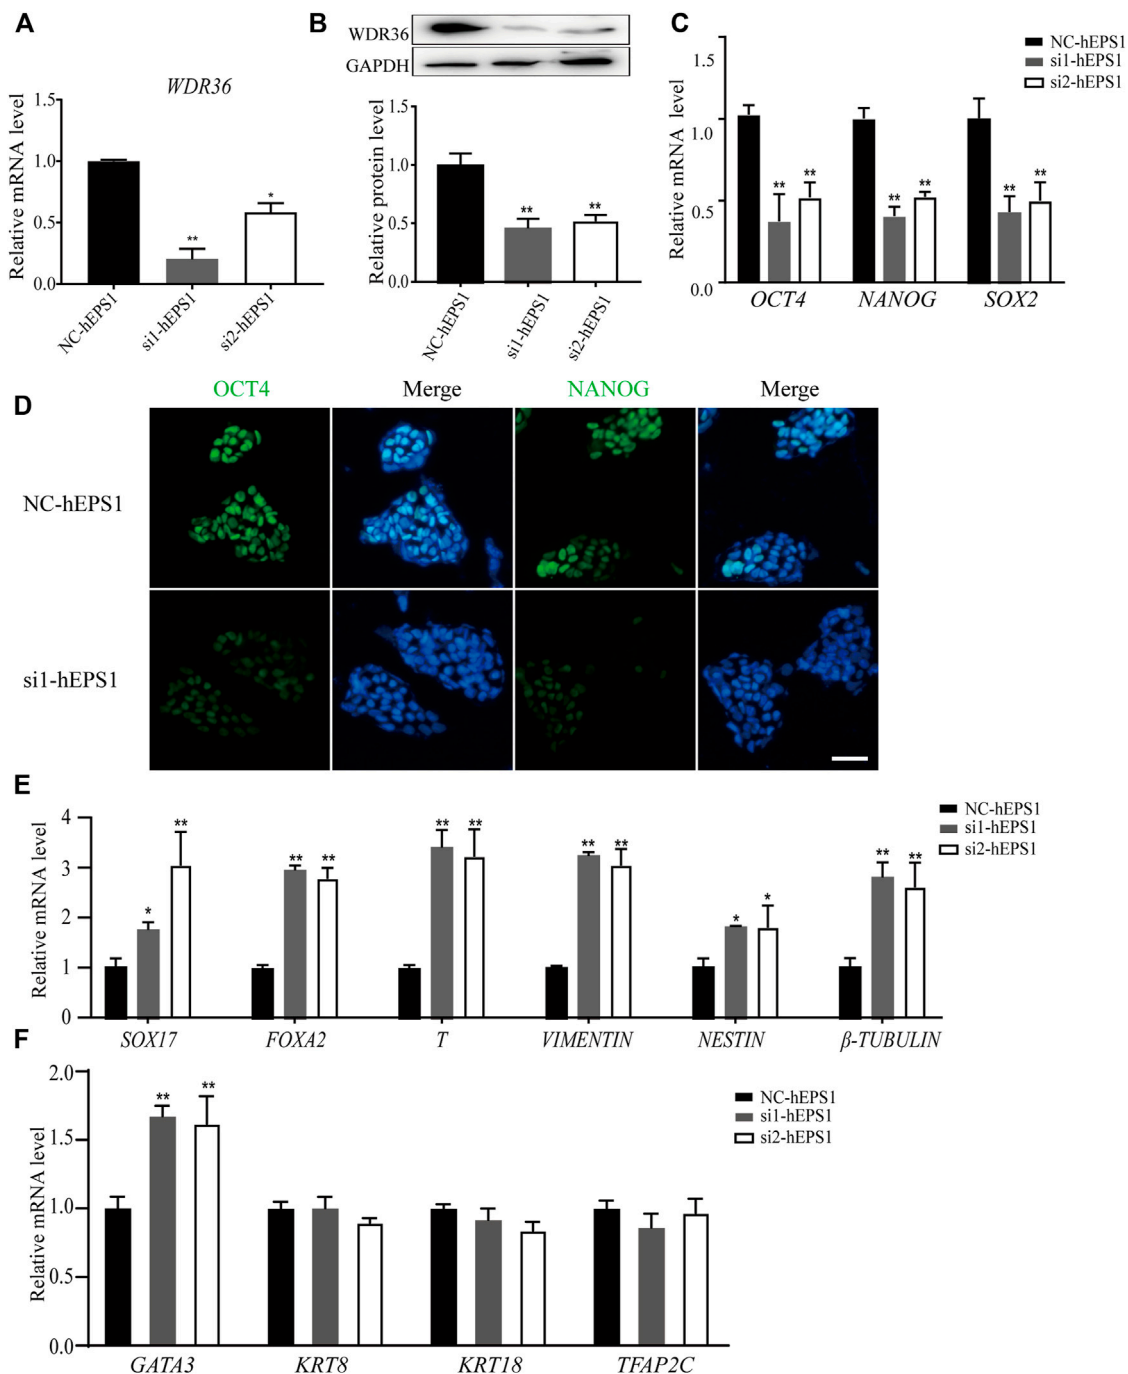 A
WDR36
Relative mRNA level
1.5
1.0
0.5
0.0
**
*
NC-hEPS1
si1-hEPS1
si2-hEPS1
B
WDR36
GAPDH
Relative protein level
1.5
1.0
0.5
0.0
**
**
NC-hEPS1
si1-hEPS1
si2-hEPS1
C
NC-hEPS1
si1-hEPS1
si2-hEPS1
Relative mRNA level
1.5
1.0
0.5
0.0
** **
** **
** **
OCT4 NANOG SOX2
D
OCT4 Merge NANOG Merge
NC-hEPS1
si1-hEPS1
E
NC-hEPS1
si1-hEPS1
si2-hEPS1
Relative mRNA level
4
3
2
1
0
* **
** **
** **
** **
* *
** **
SOX17 FOXA2 T VIMENTIN NESTIN β-TUBULIN
F
NC-hEPS1
si1-hEPS1
si2-hEPS1
Relative mRNA level
2.0
1.5
1.0
0.5
0.0
** **
GATA3 KRT8 KRT18 TFAP2C